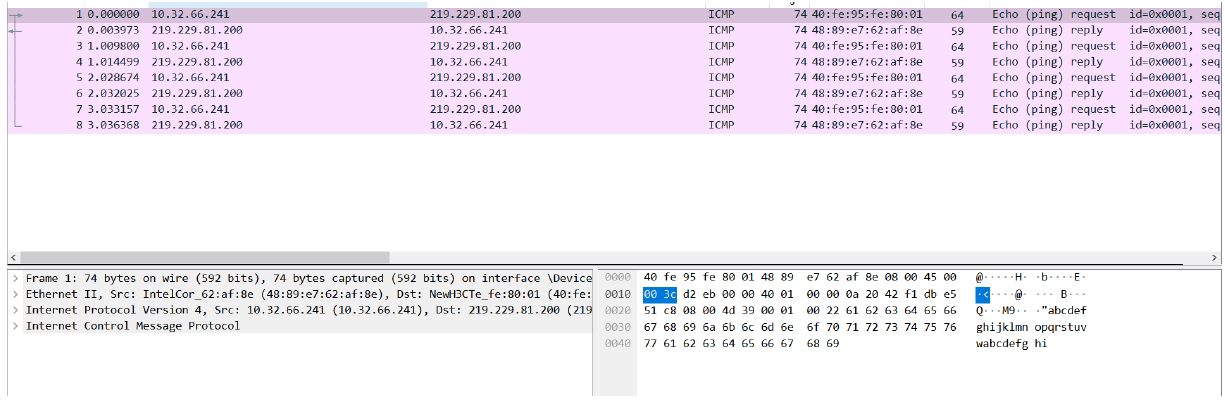 1 0.000000 10.32.66.241 219.229.81.200 ICMP 74 40:fe:95:fe:80:01 64 Echo (ping) request id=0x0001, seq
2 0.003973 219.229.81.200 10.32.66.241 ICMP 74 48:89:e7:62:af:8e 59 Echo (ping) reply id=0x0001, seq
3 1.009800 10.32.66.241 219.229.81.200 ICMP 74 40:fe:95:fe:80:01 64 Echo (ping) request id=0x0001, seq
4 1.014499 219.229.81.200 10.32.66.241 ICMP 74 48:89:e7:62:af:8e 59 Echo (ping) reply id=0x0001, seq
5 2.028674 10.32.66.241 219.229.81.200 ICMP 74 40:fe:95:fe:80:01 64 Echo (ping) request id=0x0001, seq
6 2.032025 219.229.81.200 10.32.66.241 ICMP 74 48:89:e7:62:af:8e 59 Echo (ping) reply id=0x0001, seq
7 3.033157 10.32.66.241 219.229.81.200 ICMP 74 40:fe:95:fe:80:01 64 Echo (ping) request id=0x0001, seq
8 3.036368 219.229.81.200 10.32.66.241 ICMP 74 48:89:e7:62:af:8e 59 Echo (ping) reply id=0x0001, seq
Frame 1: 74 bytes on wire (592 bits), 74 bytes captured (592 bits) on interface \Device
Ethernet II, Src: IntelCor_62:af:8e (48:89:e7:62:af:8e), Dst: NewH3CTe_fe:80:01 (40:fe:
Internet Protocol Version 4, Src: 10.32.66.241 (10.32.66.241), Dst: 219.229.81.200 (219
Internet Control Message Protocol
0000 40 fe 95 fe 80 01 48 89 e7 62 af 8e 08 00 45 00 @·····H· ·b····E·
0010 00 3c d2 eb 00 00 40 01 00 00 0a 20 42 f1 db e5 ·<····@· ··· B···
0020 51 c8 08 00 4d 39 00 01 00 22 61 62 63 64 65 66 Q···M9·· ·"abcdef
0030 67 68 69 6a 6b 6c 6d 6e 6f 70 71 72 73 74 75 76 ghijklmn opqrstuv
0040 77 61 62 63 64 65 66 67 68 69 wabcdefg hi